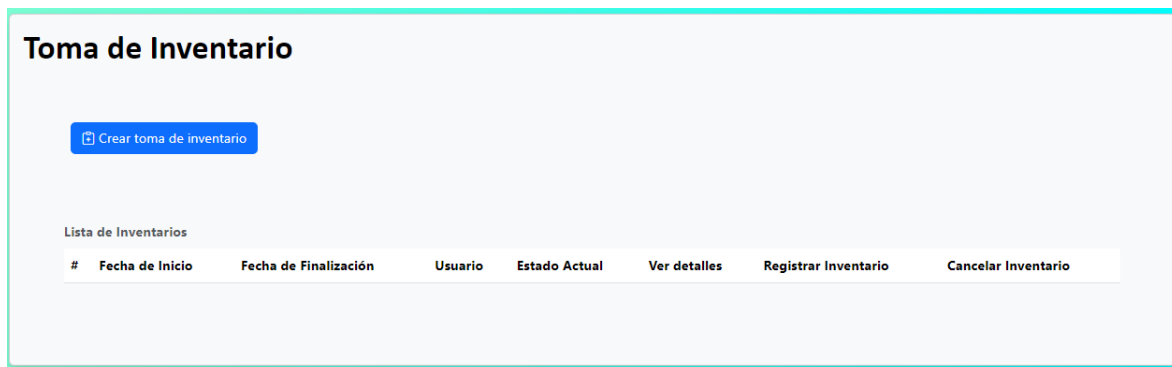 Toma de Inventario
Crear toma de inventario
Lista de Inventarios
# Fecha de Inicio Fecha de Finalización Usuario Estado Actual Ver detalles Registrar Inventario Cancelar Inventario